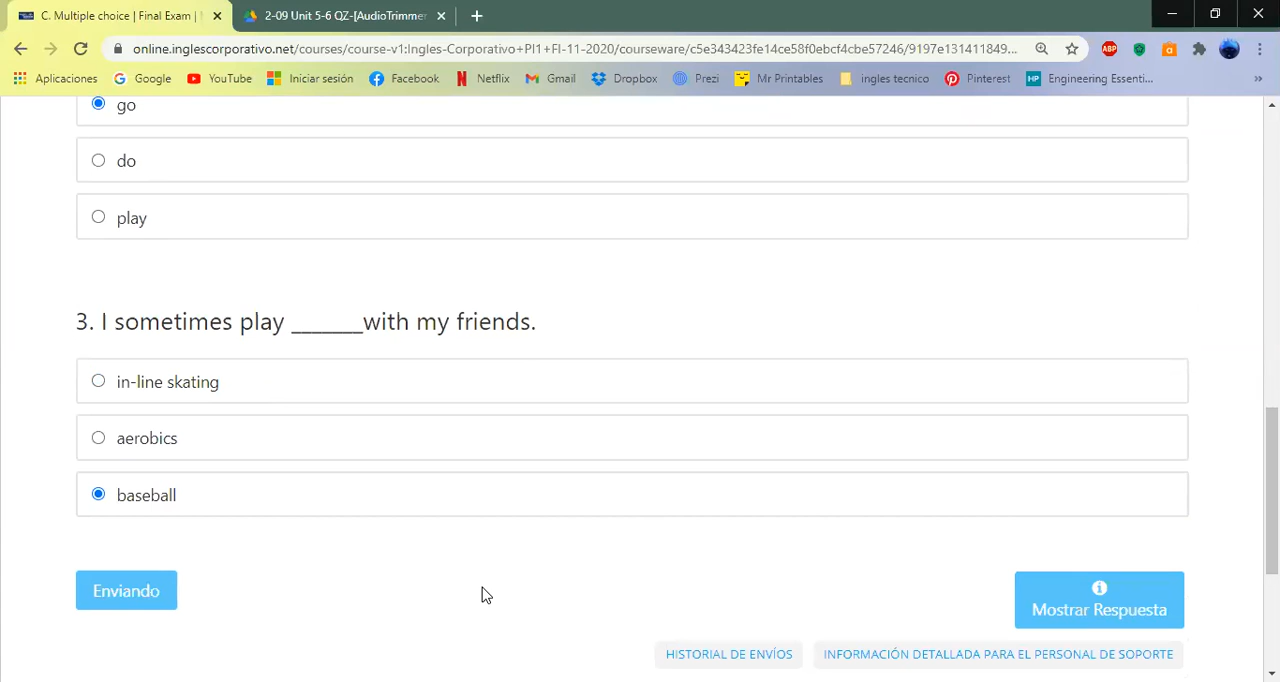 C. Multiple choice | Final Exam |
2-09 Unit 5-6 QZ-[AudioTrimmer
online.inglescorporativo.net/courses/course-v1:Ingles-Corporativo+PI1+FI-11-2020/courseware/c5e343423fe14ce58f0ebcf4cbe57246/9197e131411849...
Aplicaciones Google YouTube Iniciar sesión Facebook Netflix Gmail Dropbox Prezi Mr Printables ingles tecnico Pinterest Engineering Essenti... »
go
do
play
3. I sometimes play _______with my friends.
in-line skating
aerobics
baseball
Enviando
Mostrar Respuesta
HISTORIAL DE ENVÍOS INFORMACIÓN DETALLADA PARA EL PERSONAL DE SOPORTE